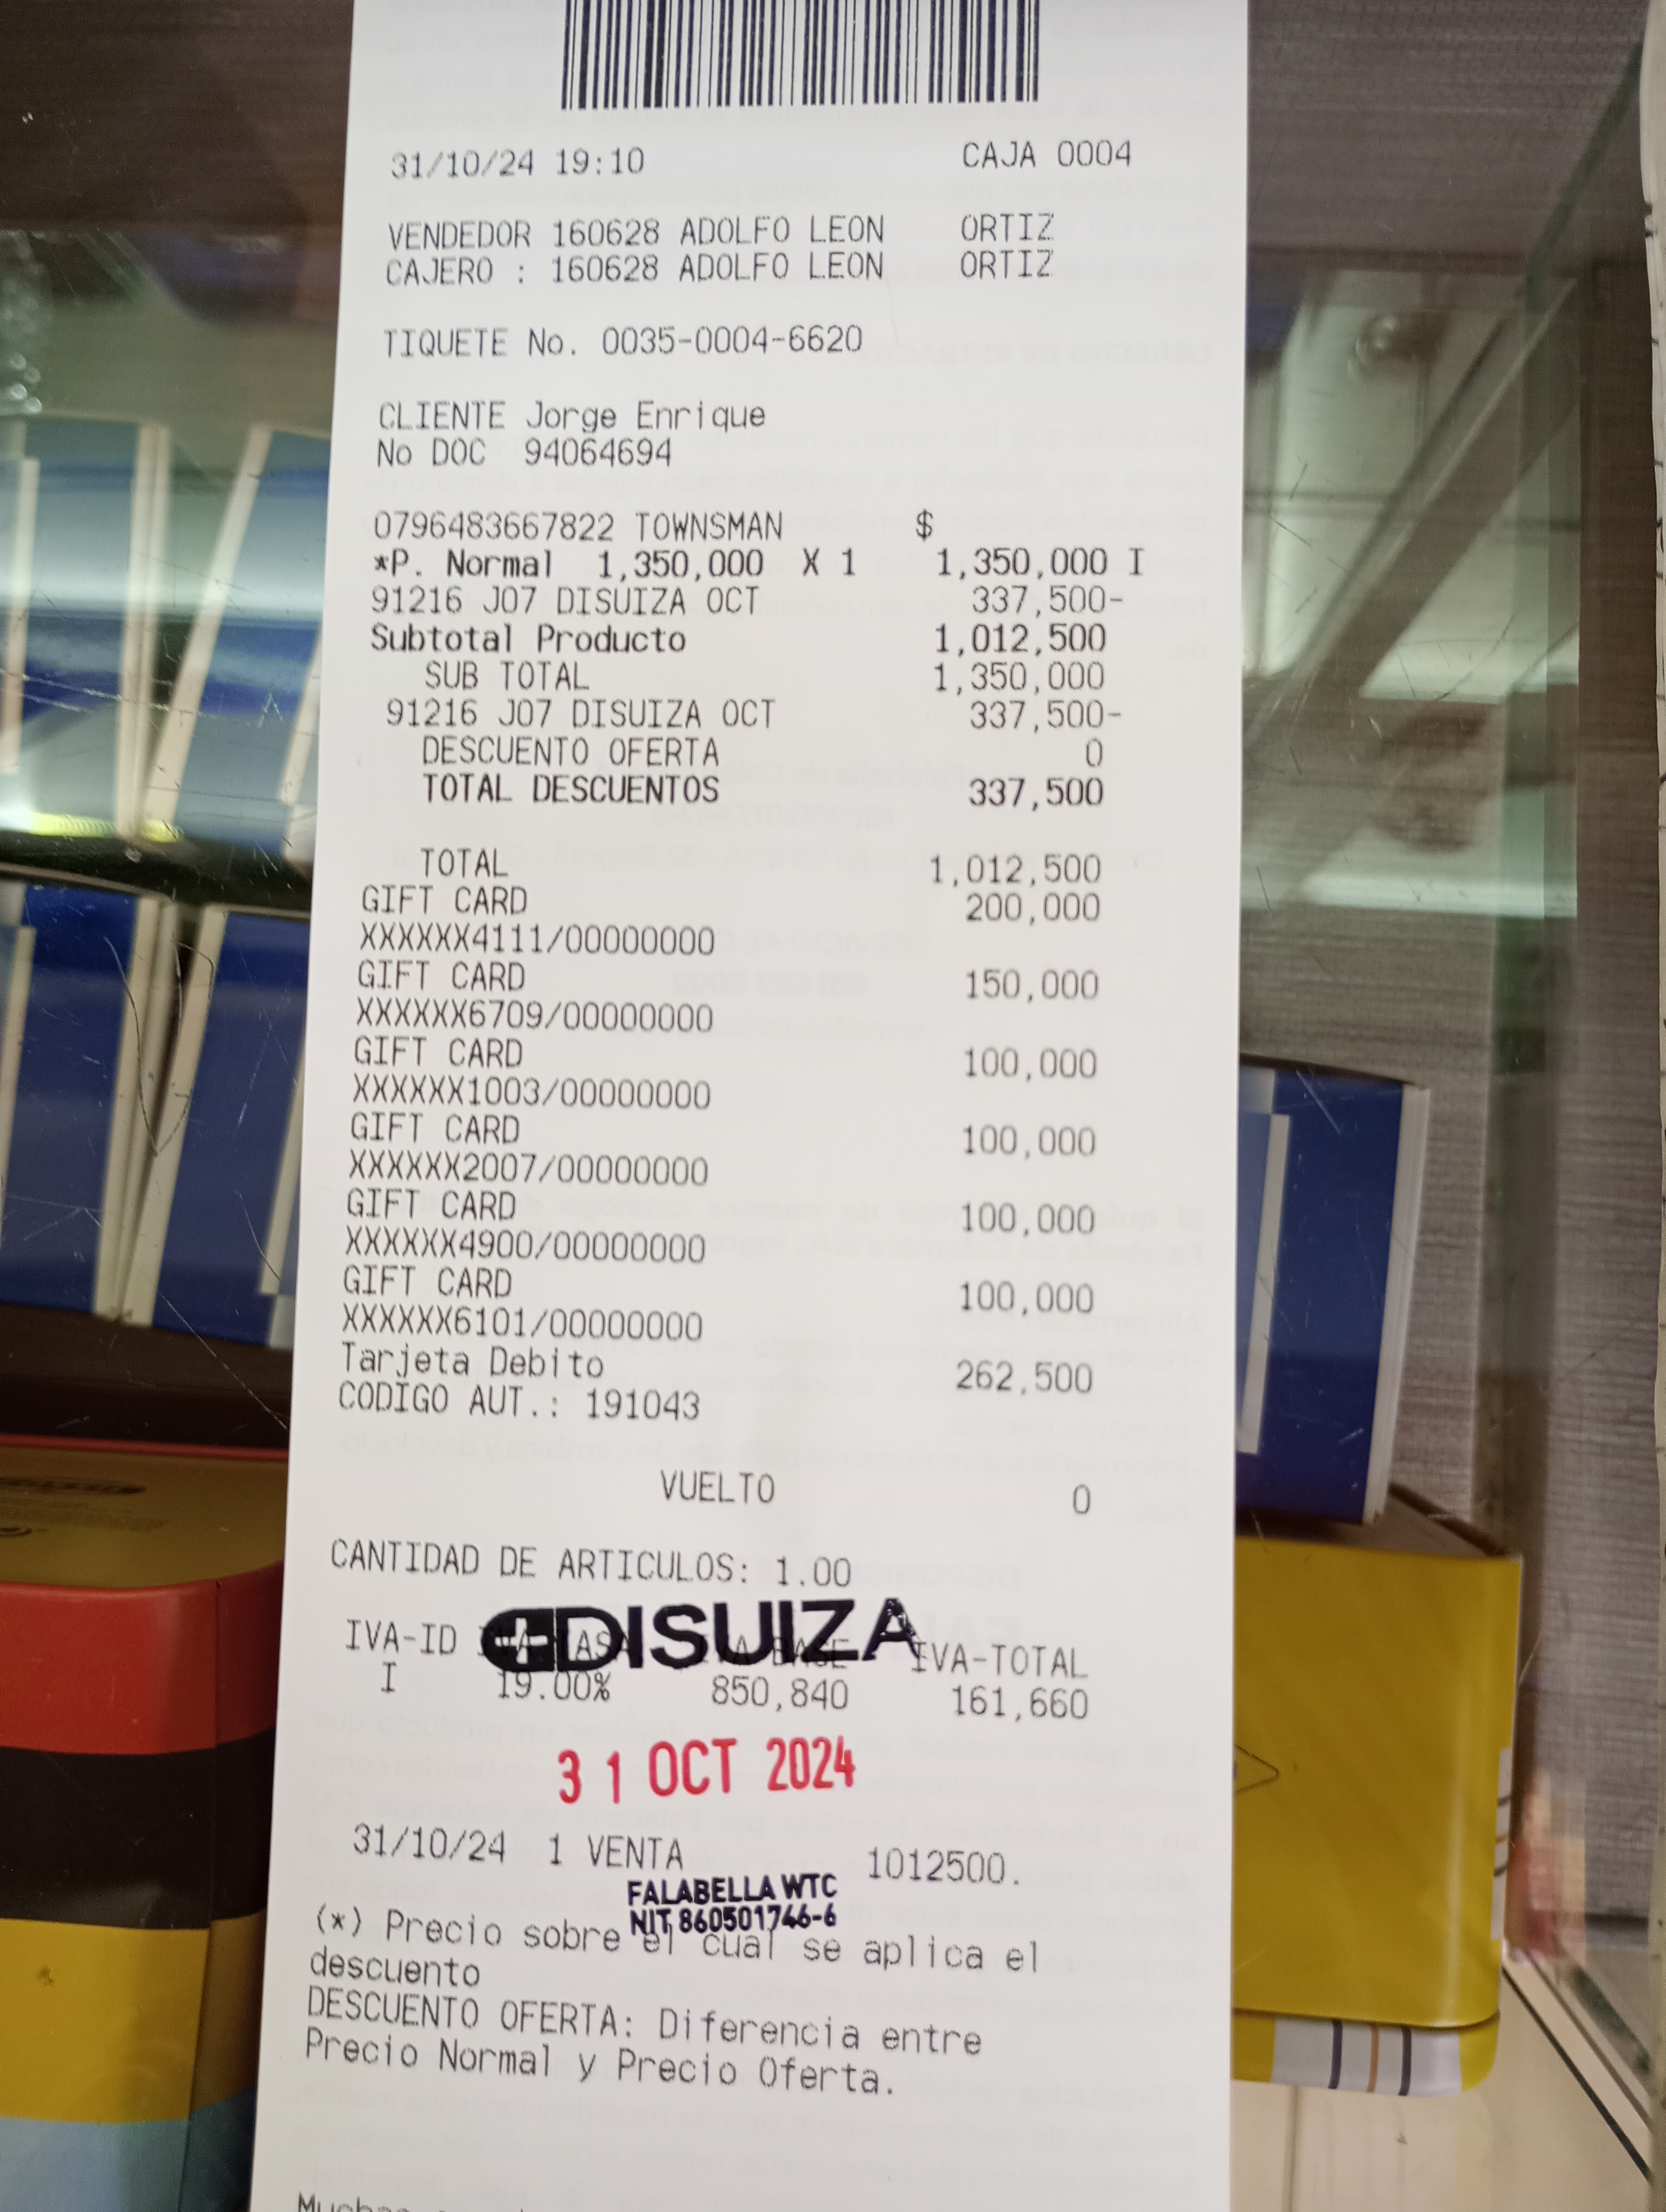 31/10/24 19:10 CAJA 0004
VENDEDOR 160628 ADOLFO LEON ORTIZ
CAJERO : 160628 ADOLFO LEON ORTIZ
TIQUETE No. 0035-0004-6620
CLIENTE Jorge Enrique
No DOC 94064694
0796483667822 TOWNSMAN $
*P. Normal 1,350,000 X 1 1,350,000 I
91216 J07 DISUIZA OCT 337,500-
Subtotal Producto 1,012,500
SUB TOTAL 1,350,000
91216 J07 DISUIZA OCT 337,500-
DESCUENTO OFERTA 0
TOTAL DESCUENTOS 337,500
TOTAL 1,012,500
GIFT CARD 200,000
XXXXXX4111/00000000
GIFT CARD 150,000
XXXXXX6709/00000000
GIFT CARD 100,000
XXXXXX1003/00000000
GIFT CARD 100,000
XXXXXX2007/00000000
GIFT CARD 100,000
XXXXXX4900/00000000
GIFT CARD 100,000
XXXXXX6101/00000000
Tarjeta Debito 262,500
CODIGO AUT.: 191043
VUELTO 0
CANTIDAD DE ARTICULOS: 1.00
DISUIZA
IVA-ID IVA-TASA IVA-BASE IVA-TOTAL
I 19.00% 850,840 161,660
31 OCT 2024
31/10/24 1 VENTA 1012500.
FALABELLA WTC
NIT 860501746-6
(*) Precio sobre el cual se aplica el
descuento
DESCUENTO OFERTA: Diferencia entre
Precio Normal y Precio Oferta.